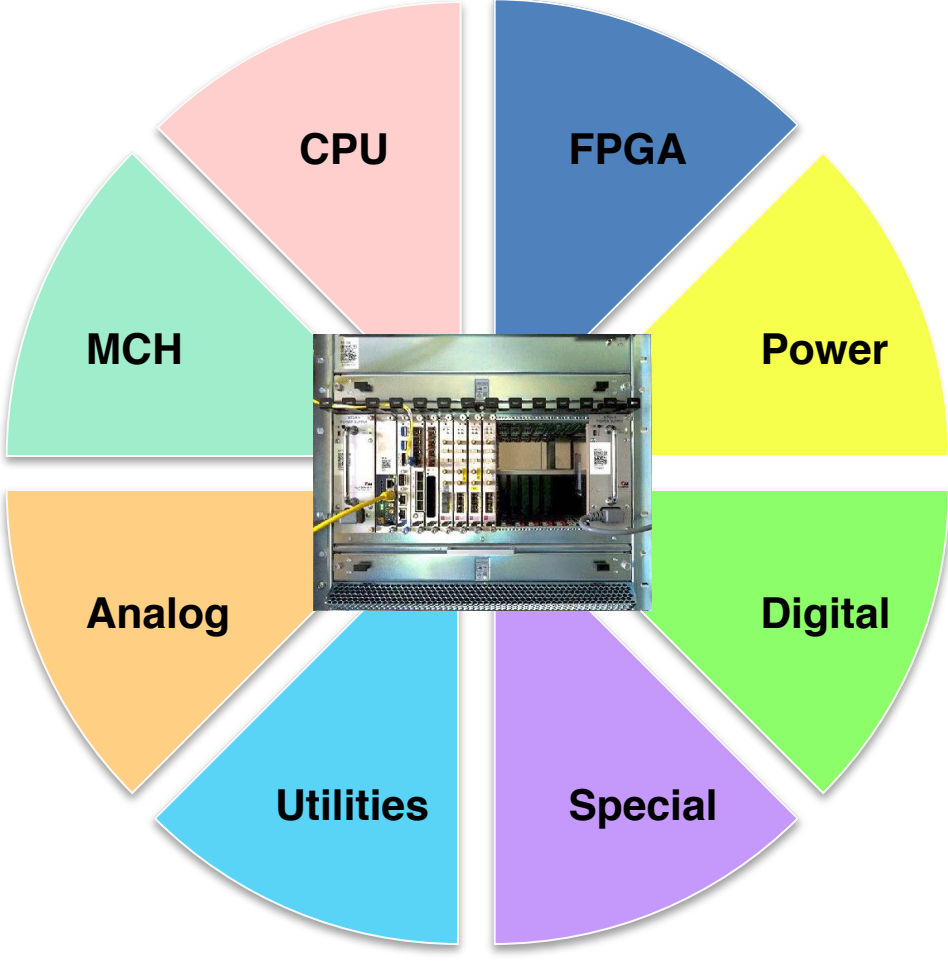 CPU
FPGA
MCH
Power
Analog
Digital
Utilities
Special